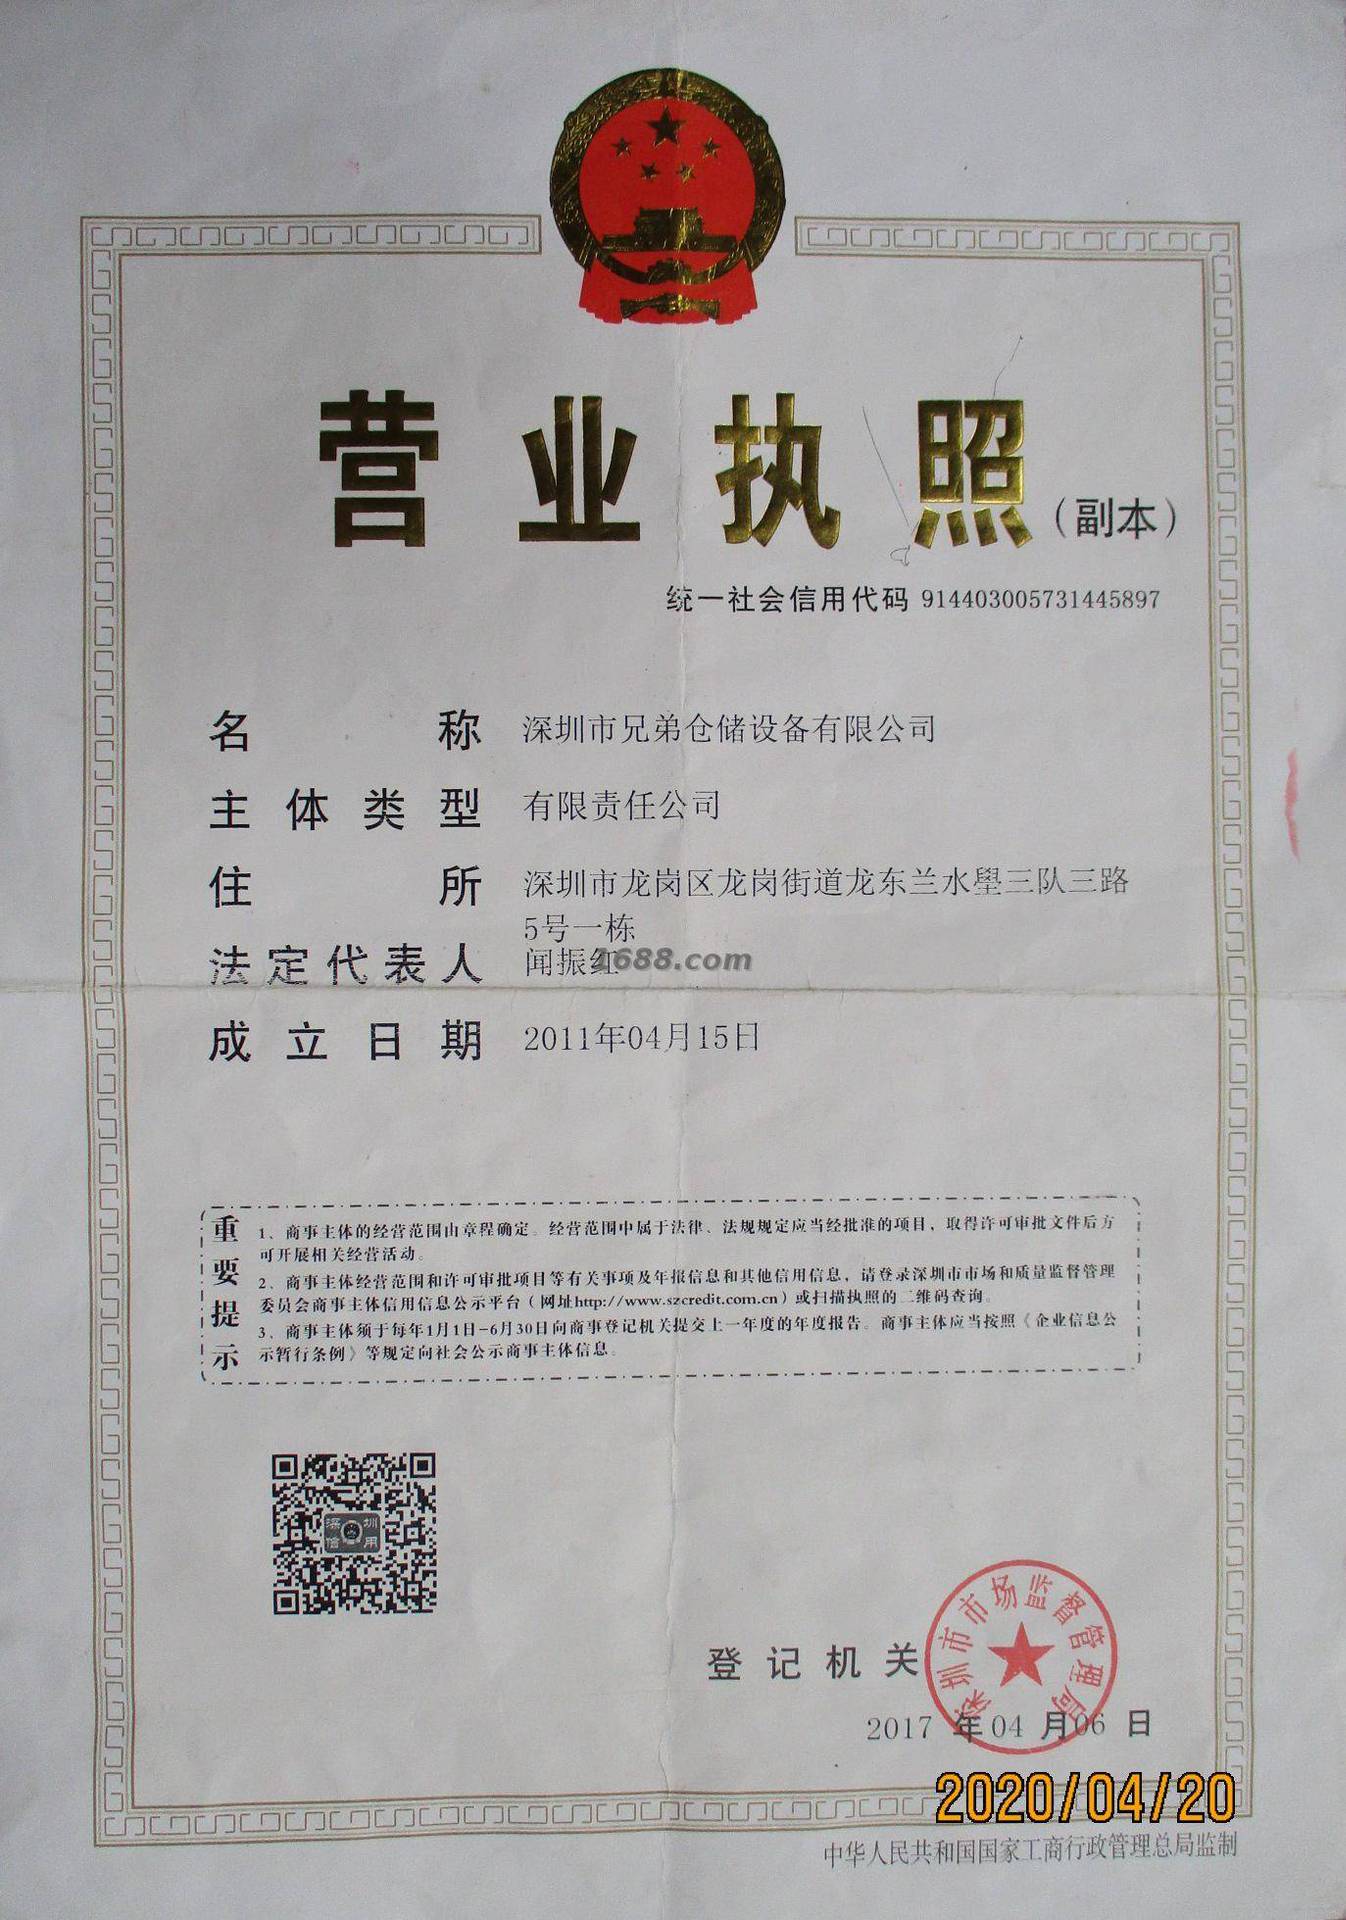 营业执照（副本）
统一社会信用代码 914403005731445897
名称 深圳市兄弟仓储设备有限公司
主体类型 有限责任公司
住所 深圳市龙岗区龙岗街道龙东兰水壆三队三路
5号一栋
法定代表人 闻振红
1688.com
成立日期 2011年04月15日
重要提示
1、商事主体的经营范围由章程确定。经营范围中属于法律、法规规定应当经批准的项目，取得许可审批文件后方
可开展相关经营活动。
2、商事主体经营范围和许可审批项目等有关事项及年报信息和其他信用信息，请登录深圳市市场和质量监督管理
委员会商事主体信用信息公示平台（网址http://www.szcredit.com.cn）或扫描执照的二维码查询。
3、商事主体须于每年1月1日-6月30日向商事登记机关提交上一年度的年度报告。商事主体应当按照《企业信息公
示暂行条例》等规定向社会公示商事主体信息。
深圳
信用
登记机关
深圳市市场监督管理局
2017年04月06日
2020/04/20
中华人民共和国国家工商行政管理总局监制